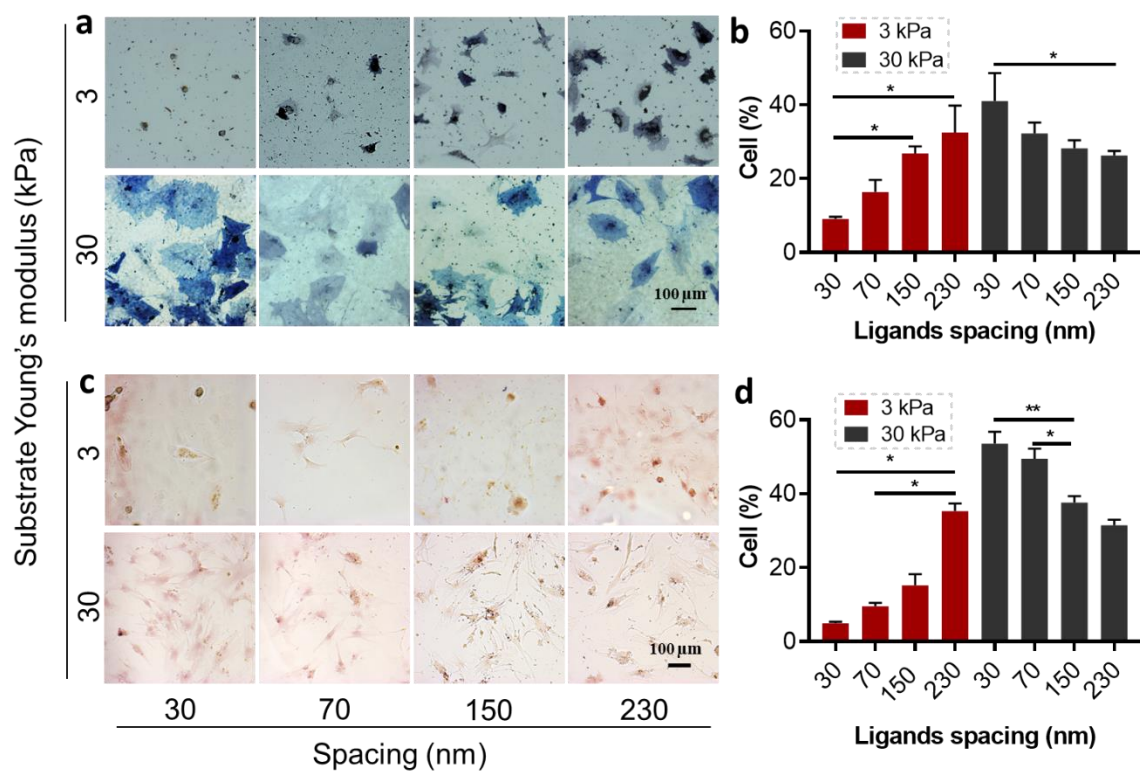 a
Substrate Young's modulus (kPa)
3
30
100 µm
b
60
40
20
0
Cell (%)
3 kPa
30 kPa
*
*
*
30 70 150 230 30 70 150 230
Ligands spacing (nm)
c
3
30
100 µm
30 70 150 230
Spacing (nm)
d
60
40
20
0
Cell (%)
3 kPa
30 kPa
**
*
*
*
30 70 150 230 30 70 150 230
Ligands spacing (nm)